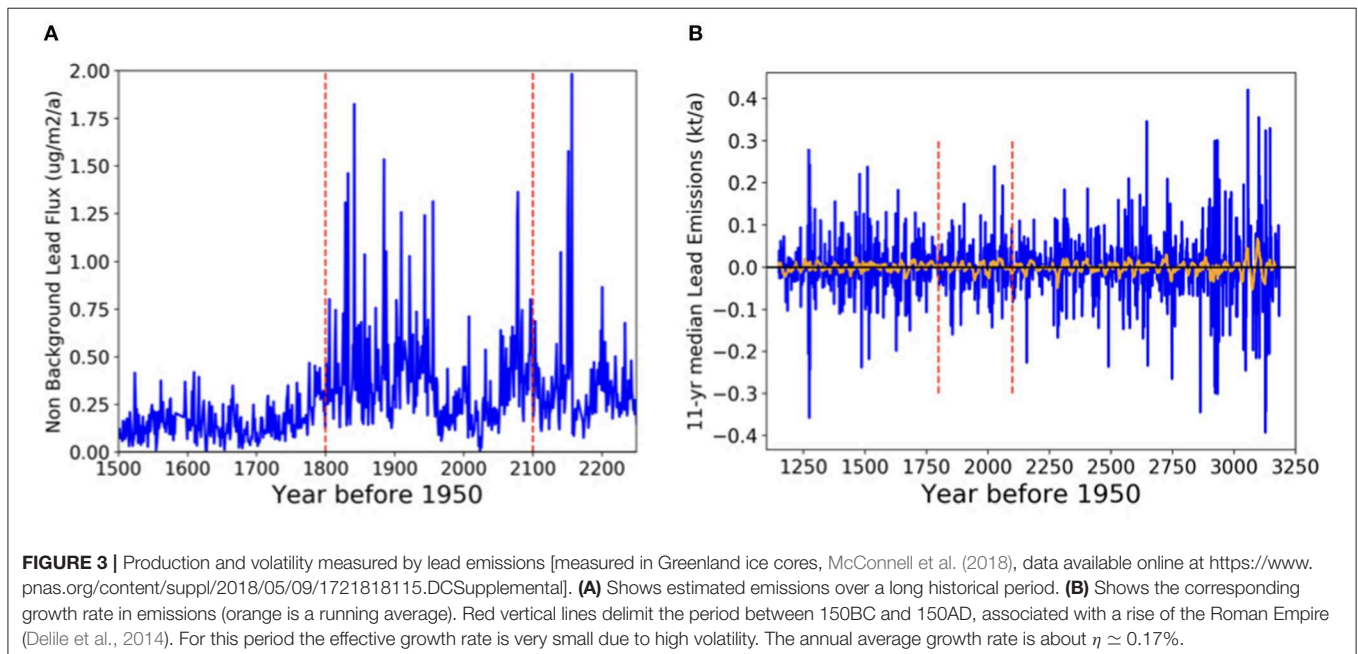 A
Non Background Lead Flux (ug/m2/a)
2.00
1.75
1.50
1.25
1.00
0.75
0.50
0.25
0.00
1500 1600 1700 1800 1900 2000 2100 2200
Year before 1950
B
11-yr median Lead Emissions (kt/a)
0.4
0.3
0.2
0.1
0.0
−0.1
−0.2
−0.3
−0.4
1250 1500 1750 2000 2250 2500 2750 3000 3250
Year before 1950
FIGURE 3 | Production and volatility measured by lead emissions [measured in Greenland ice cores, McConnell et al. (2018), data available online at https://www.
pnas.org/content/suppl/2018/05/09/1721818115.DCSupplemental]. (A) Shows estimated emissions over a long historical period. (B) Shows the corresponding
growth rate in emissions (orange is a running average). Red vertical lines delimit the period between 150BC and 150AD, associated with a rise of the Roman Empire
(Delile et al., 2014). For this period the effective growth rate is very small due to high volatility. The annual average growth rate is about η ≃ 0.17%.